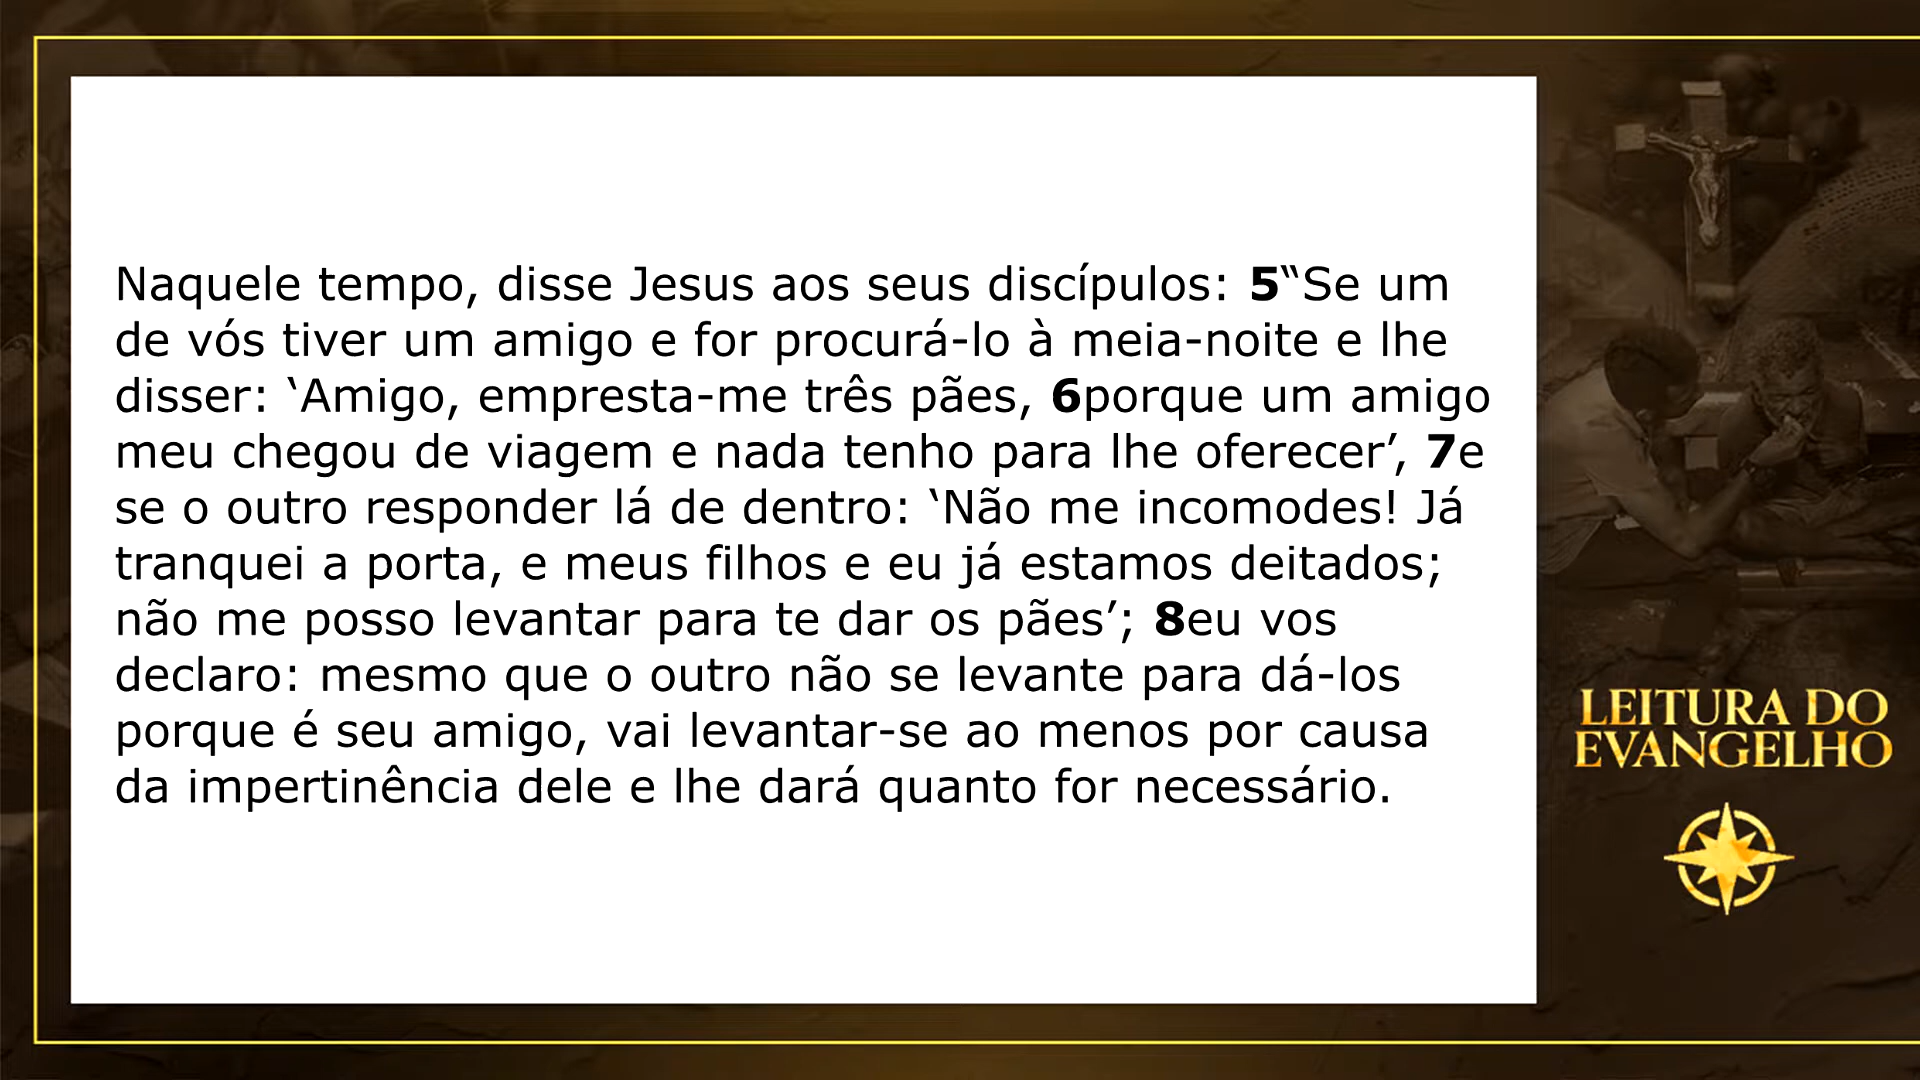 Naquele tempo, disse Jesus aos seus discípulos: 5“Se um
de vós tiver um amigo e for procurá-lo à meia-noite e lhe
disser: ‘Amigo, empresta-me três pães, 6porque um amigo
meu chegou de viagem e nada tenho para lhe oferecer’, 7e
se o outro responder lá de dentro: ‘Não me incomodes! Já
tranquei a porta, e meus filhos e eu já estamos deitados;
não me posso levantar para te dar os pães’; 8eu vos
declaro: mesmo que o outro não se levante para dá-los
porque é seu amigo, vai levantar-se ao menos por causa
da impertinência dele e lhe dará quanto for necessário.
LEITURA DO
EVANGELHO